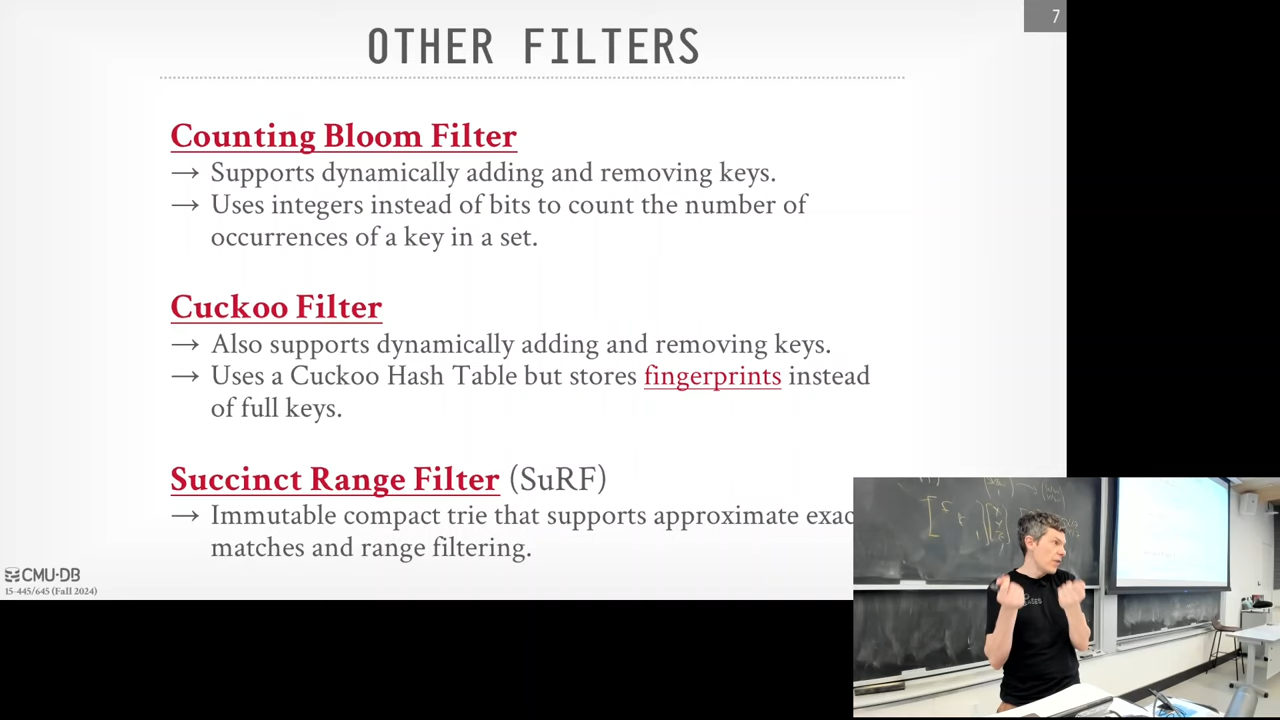 7
OTHER FILTERS
Counting Bloom Filter
→ Supports dynamically adding and removing keys.
→ Uses integers instead of bits to count the number of
occurrences of a key in a set.
Cuckoo Filter
→ Also supports dynamically adding and removing keys.
→ Uses a Cuckoo Hash Table but stores fingerprints instead
of full keys.
Succinct Range Filter (SuRF)
→ Immutable compact trie that supports approximate exac
matches and range filtering.
CMU·DB
15-445/645 (Fall 2024)